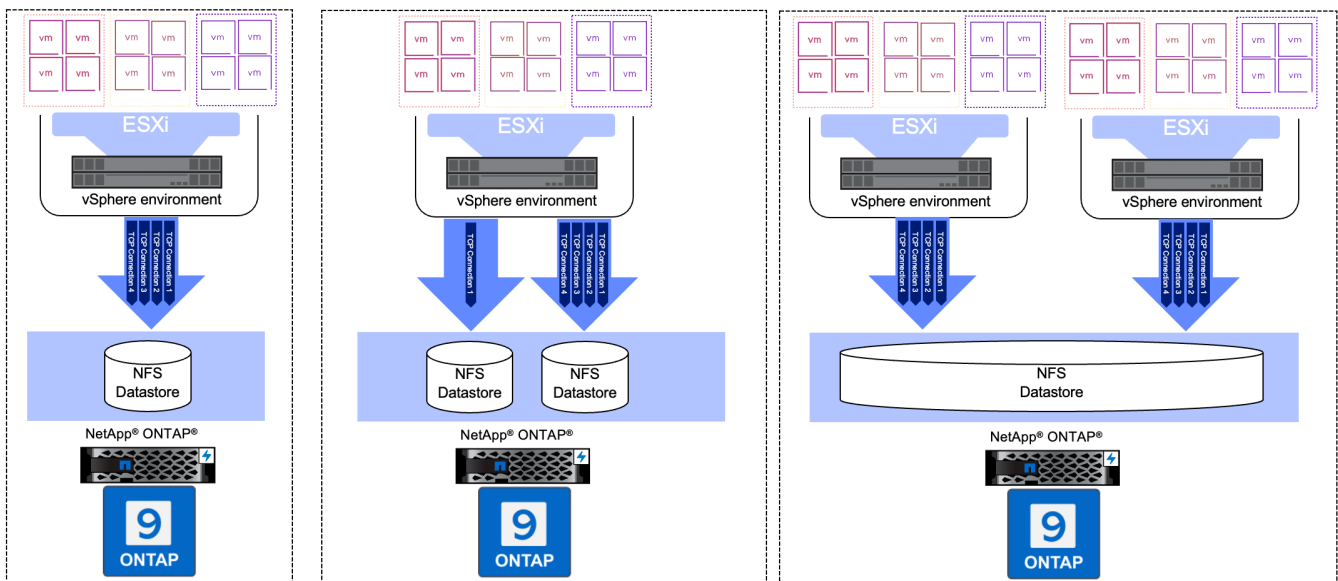 vm vm
vm vm
vm vm
vm vm
vm vm
vm vm
ESXi
vSphere environment
TCP Connection 1
TCP Connection 2
TCP Connection 3
TCP Connection 4
NFS
Datastore
NetApp® ONTAP®
9
ONTAP
vm vm
vm vm
vm vm
vm vm
vm vm
vm vm
ESXi
vSphere environment
TCP Connection 1
TCP Connection 1
TCP Connection 2
TCP Connection 3
TCP Connection 4
NFS
Datastore
NFS
Datastore
NetApp® ONTAP®
9
ONTAP
vm vm
vm vm
vm vm
vm vm
vm vm
vm vm
ESXi
vSphere environment
vm vm
vm vm
vm vm
vm vm
vm vm
vm vm
ESXi
vSphere environment
TCP Connection 1
TCP Connection 2
TCP Connection 3
TCP Connection 4
TCP Connection 1
TCP Connection 2
TCP Connection 3
TCP Connection 4
NFS
Datastore
NetApp® ONTAP®
9
ONTAP